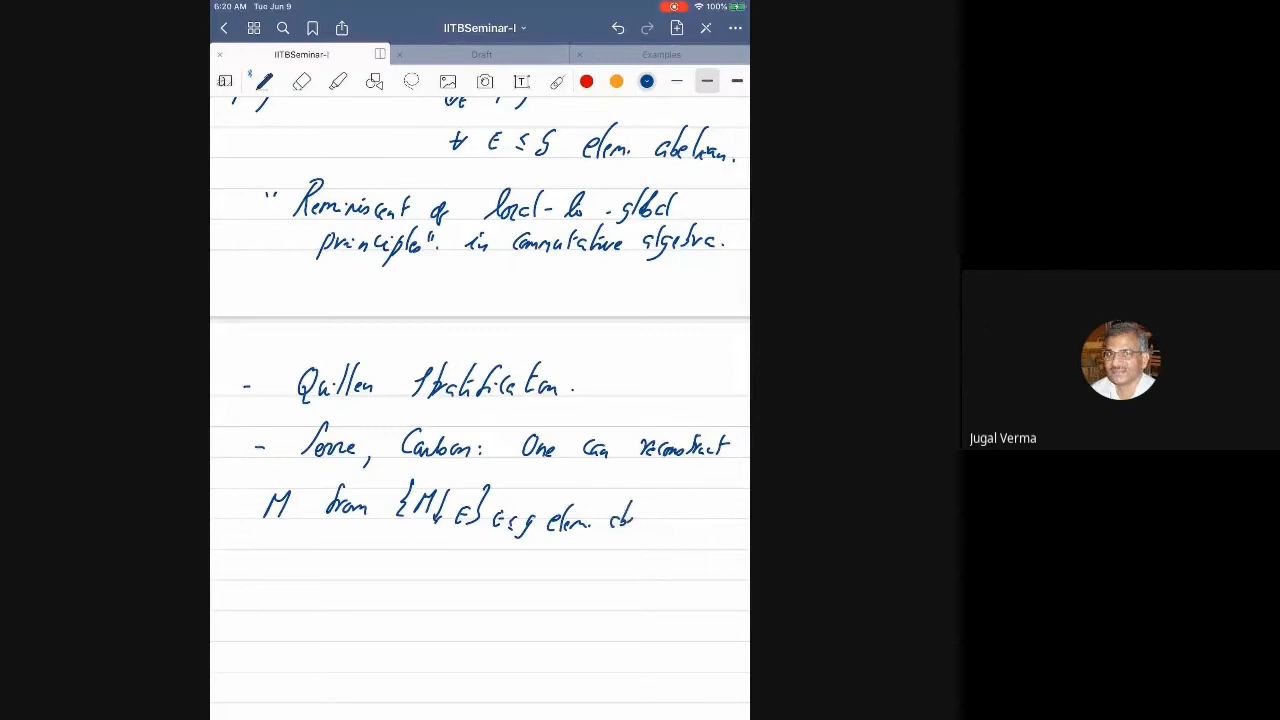 6:20 AM Tue Jun 9
100%
IITBSeminar-I
IITBSeminar-I
Draft
Examples
∀ E ≤ G elem. abelian.
"Reminiscent of local-to-global
principles". in commutative algebra.
- Quillen stratification.
- Serre, Carlson: One can reconstruct
M from {M↓E} E≤G elem. ab
Jugal Verma